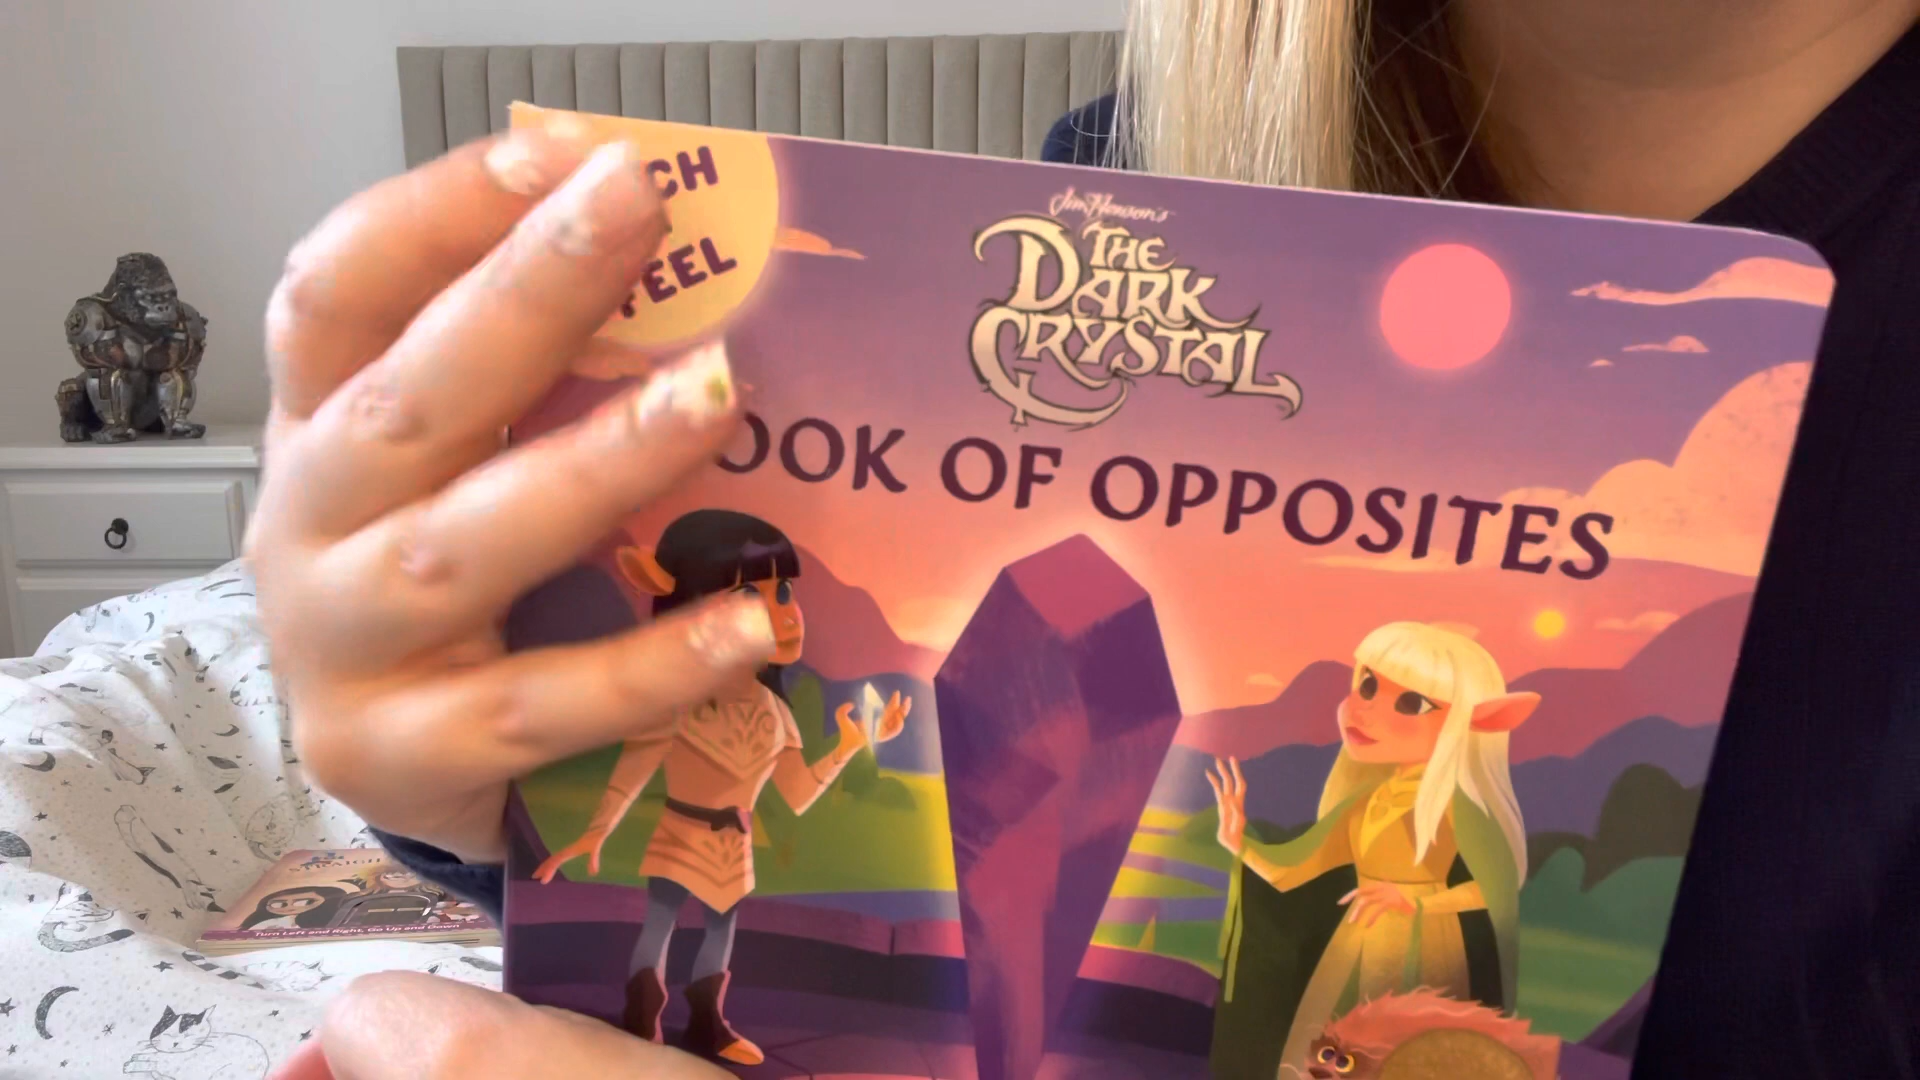 CH
FEEL
Jim Henson's
THE
DARK
CRYSTAL
OOK OF OPPOSITES
Turn Left and Right, Go Up and Down